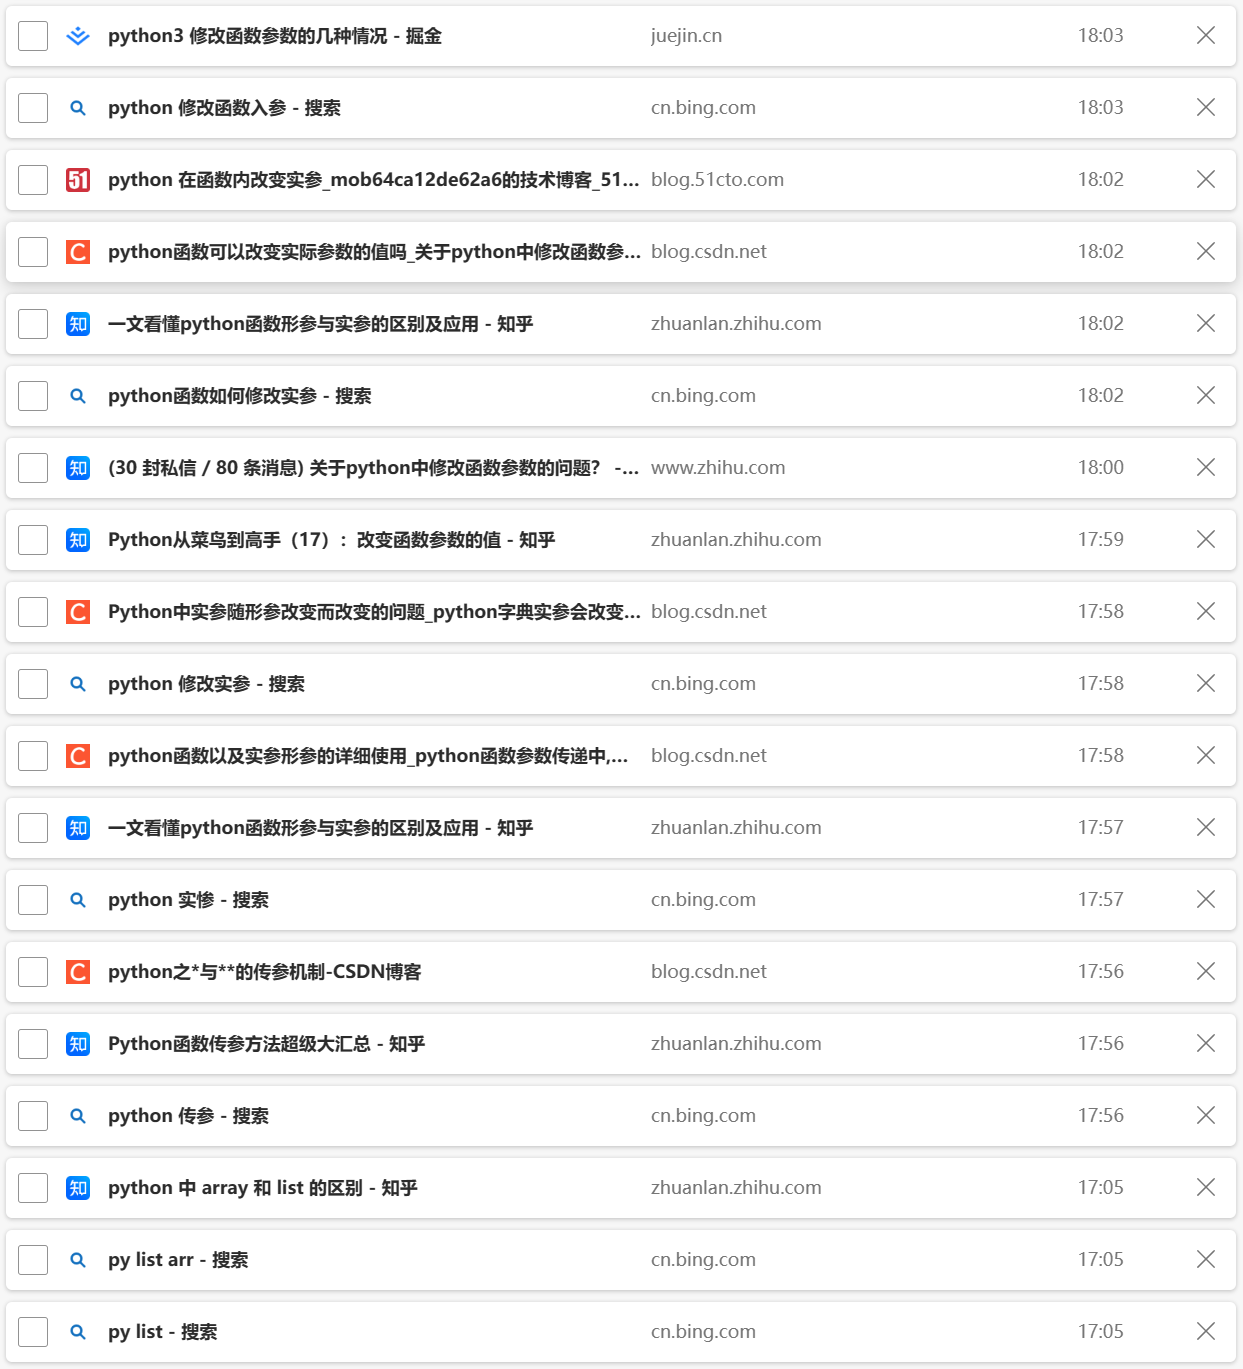 python3 修改函数参数的几种情况 - 掘金 juejin.cn 18:03
python 修改函数入参 - 搜索 cn.bing.com 18:03
51 python 在函数内改变实参_mob64ca12de62a6的技术博客_51... blog.51cto.com 18:02
C python函数可以改变实际参数的值吗_关于python中修改函数参... blog.csdn.net 18:02
知 一文看懂python函数形参与实参的区别及应用 - 知乎 zhuanlan.zhihu.com 18:02
python函数如何修改实参 - 搜索 cn.bing.com 18:02
知 (30 封私信 / 80 条消息) 关于python中修改函数参数的问题？ -... www.zhihu.com 18:00
知 Python从菜鸟到高手（17）：改变函数参数的值 - 知乎 zhuanlan.zhihu.com 17:59
C Python中实参随形参改变而改变的问题_python字典实参会改变... blog.csdn.net 17:58
python 修改实参 - 搜索 cn.bing.com 17:58
C python函数以及实参形参的详细使用_python函数参数传递中,... blog.csdn.net 17:58
知 一文看懂python函数形参与实参的区别及应用 - 知乎 zhuanlan.zhihu.com 17:57
python 实惨 - 搜索 cn.bing.com 17:57
C python之*与**的传参机制-CSDN博客 blog.csdn.net 17:56
知 Python函数传参方法超级大汇总 - 知乎 zhuanlan.zhihu.com 17:56
python 传参 - 搜索 cn.bing.com 17:56
知 python 中 array 和 list 的区别 - 知乎 zhuanlan.zhihu.com 17:05
py list arr - 搜索 cn.bing.com 17:05
py list - 搜索 cn.bing.com 17:05